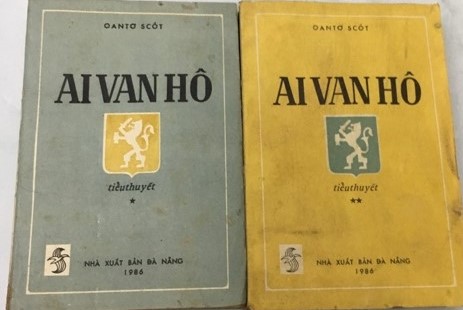 OANTƠ SCỐT
AI VAN HÔ
tiểu thuyết
★
NHÀ XUẤT BẢN ĐÀ NẴNG
1986
OANTƠ SCỐT
AI VAN HÔ
tiểu thuyết
★★
NHÀ XUẤT BẢN ĐÀ NẴNG
1986